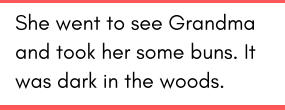 She went to see Grandma
and took her some buns. It
was dark in the woods.